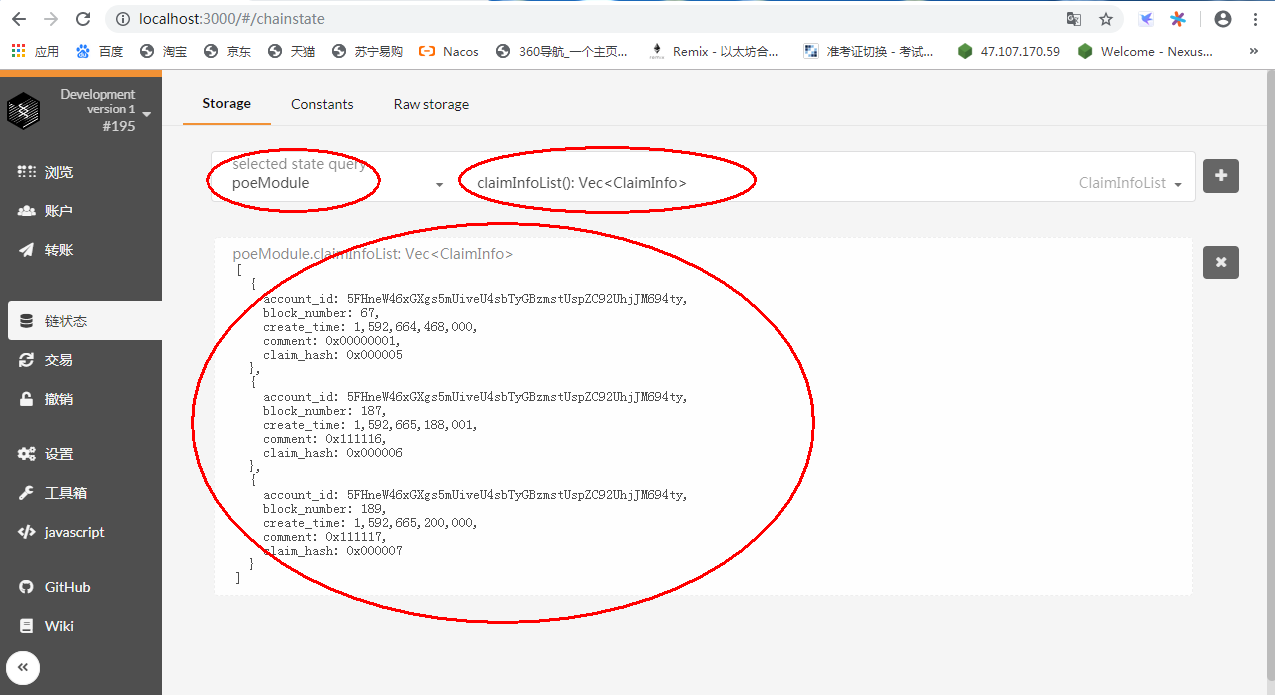 localhost:3000/#/chainstate
应用 百度 淘宝 京东 天猫 苏宁易购 Nacos 360导航_一个主页... Remix - 以太坊合... 准考证切换 - 考试... 47.107.170.59 Welcome - Nexus... »
Development
version 1
#195
Storage Constants Raw storage
浏览
账户
转账
链状态
交易
撤销
设置
工具箱
javascript
GitHub
Wiki
selected state query
poeModule claimInfoList(): Vec<ClaimInfo> ClaimInfoList
poeModule.claimInfoList: Vec<ClaimInfo>
[
{
account_id: 5FHneW46xGXgs5mUiveU4sbTyGBzmstUspZC92UhjJM694ty,
block_number: 67,
create_time: 1,592,664,468,000,
comment: 0x00000001,
claim_hash: 0x000005
},
{
account_id: 5FHneW46xGXgs5mUiveU4sbTyGBzmstUspZC92UhjJM694ty,
block_number: 187,
create_time: 1,592,665,188,001,
comment: 0x111116,
claim_hash: 0x000006
},
{
account_id: 5FHneW46xGXgs5mUiveU4sbTyGBzmstUspZC92UhjJM694ty,
block_number: 189,
create_time: 1,592,665,200,000,
comment: 0x111117,
claim_hash: 0x000007
}
]